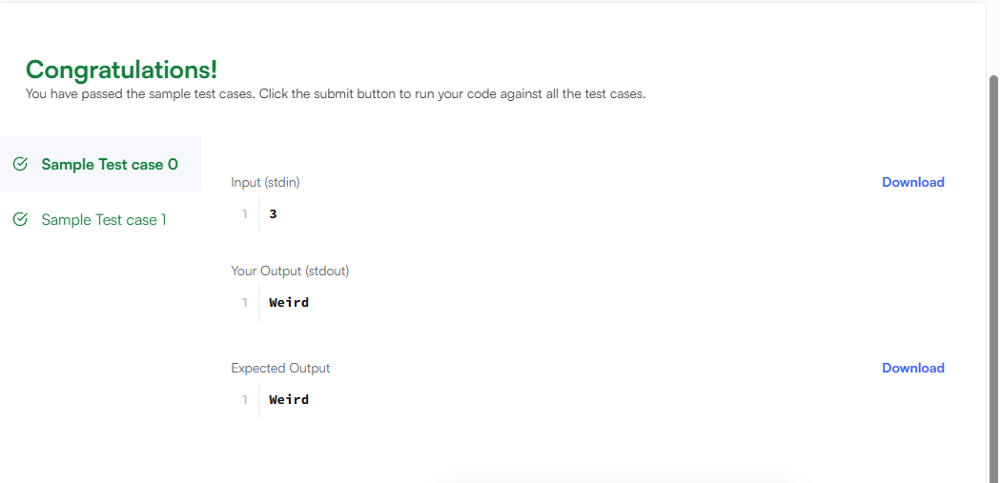 Congratulations!
You have passed the sample test cases. Click the submit button to run your code against all the test cases.
Sample Test case 0
Sample Test case 1
Input (stdin)
Download
1 3
Your Output (stdout)
1 Weird
Expected Output
Download
1 Weird